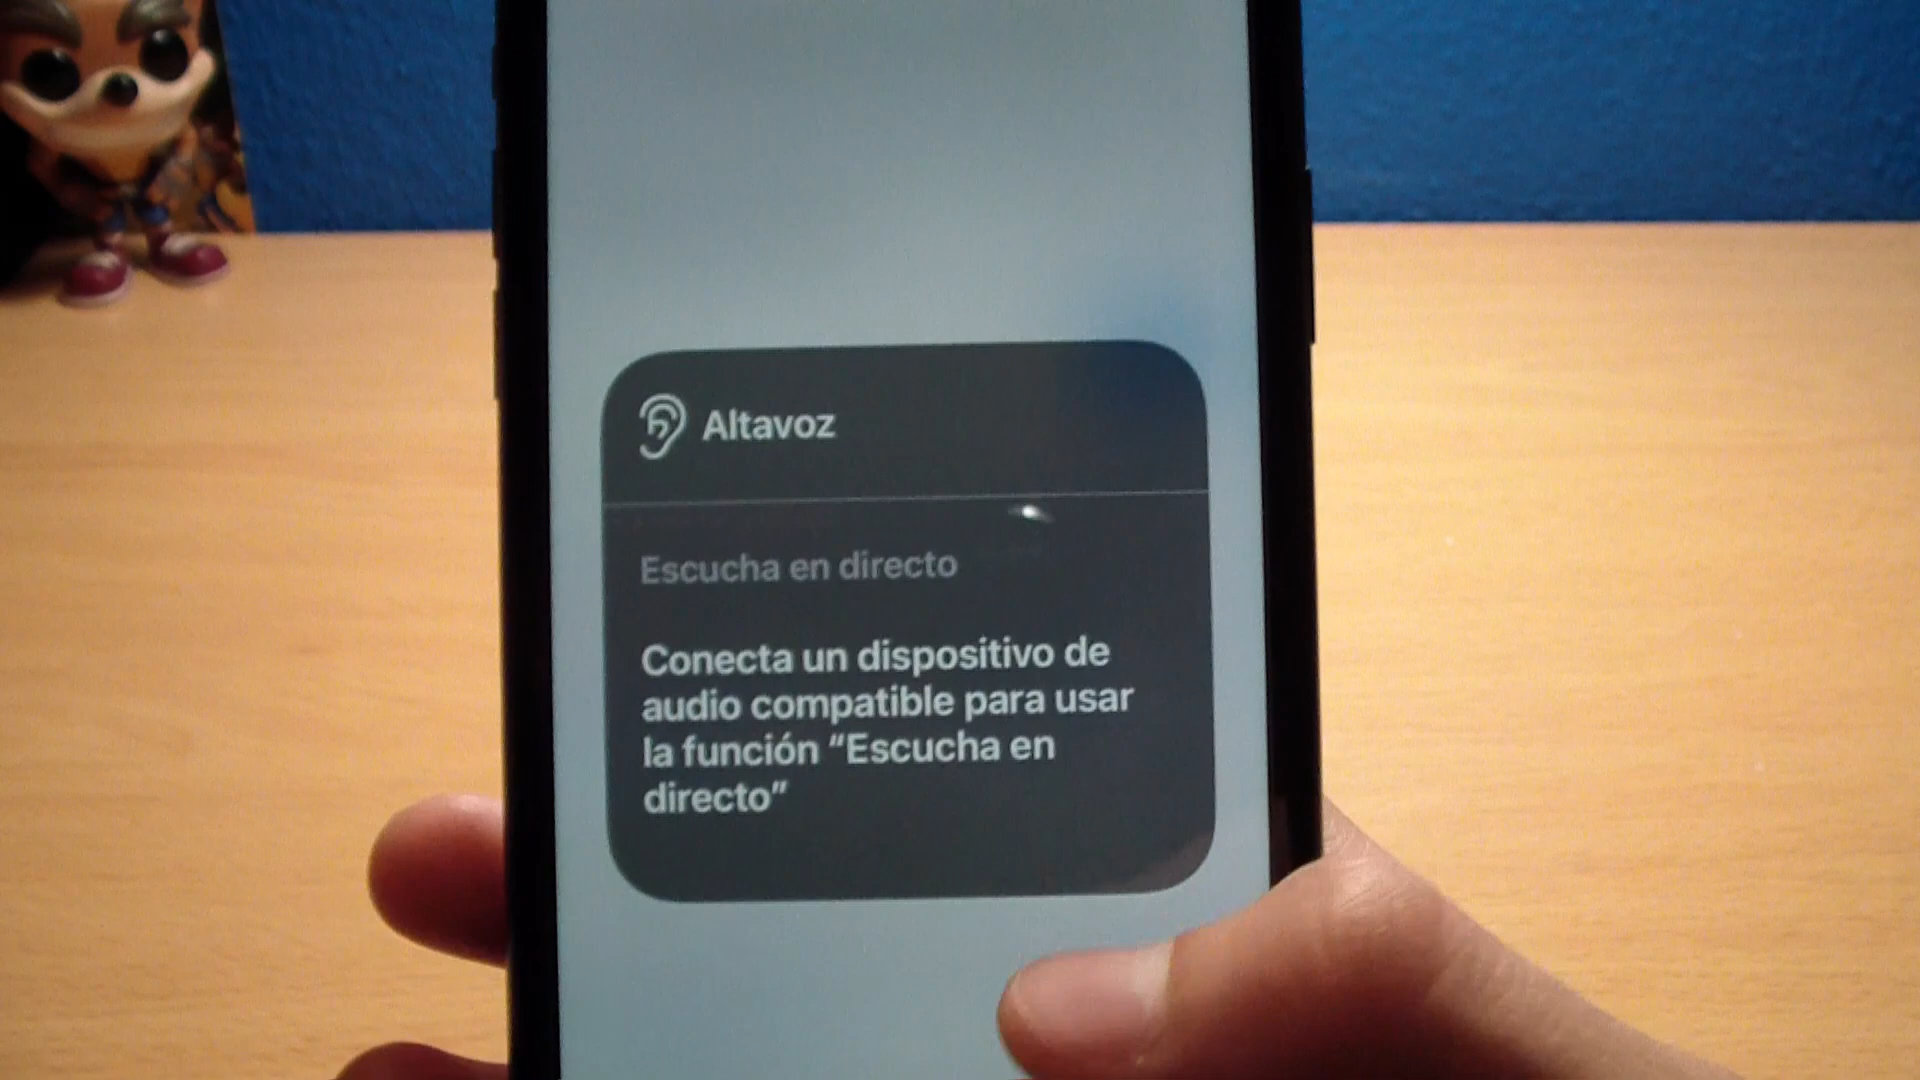 Altavoz
Escucha en directo
Conecta un dispositivo de
audio compatible para usar
la función “Escucha en
directo”